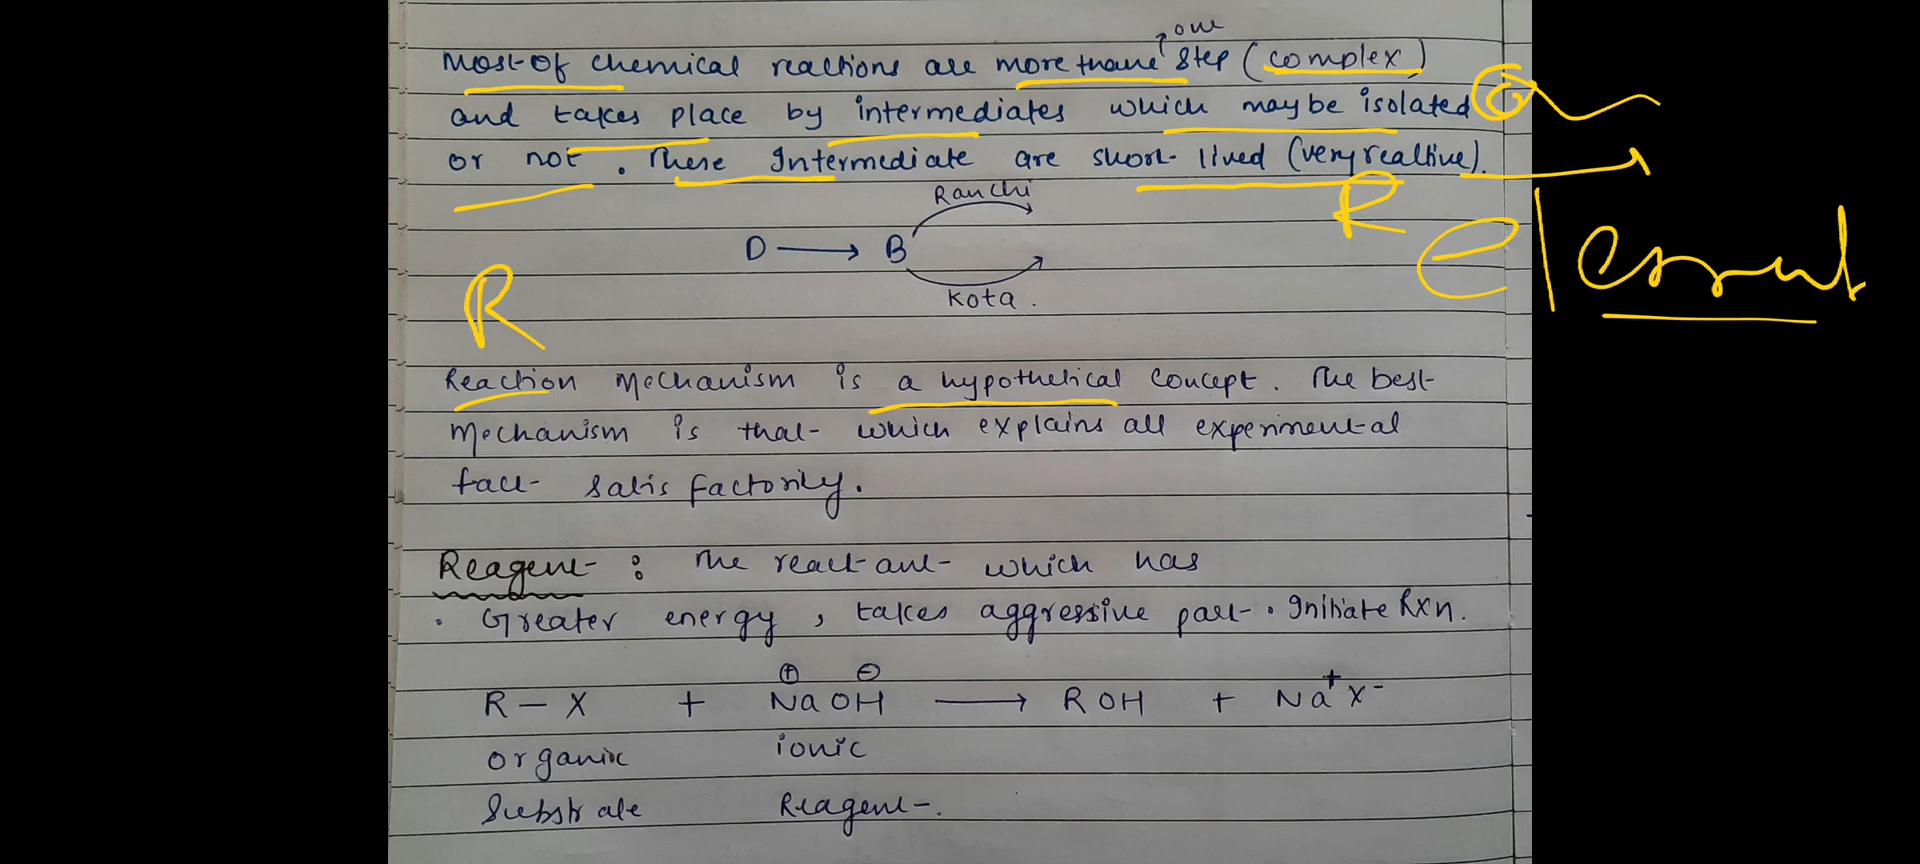 one
Most of chemical reactions are more thane step (complex)
and takes place by intermediates which may be isolated
or not. These Intermediate are short-lived (very reactive).
R
Ranchi
D → B
Kota.
R
Reaction Mechanism is a hypothetical concept. The best
Mechanism is that which explains all experimental
fact satisfactorily.
Reagent : The reactant which has
• Greater energy, takes aggressive part. Initiate Rxn.
⊕ ⊖
R – X + NaOH → ROH + Na⁺X⁻
organic ionic
Substrate Reagent.